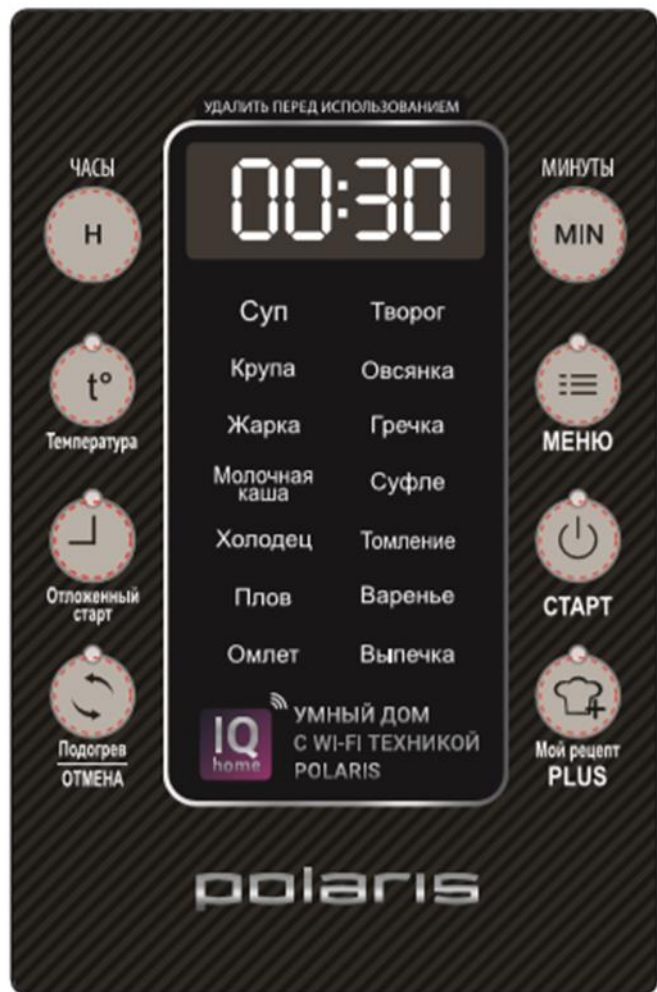 УДАЛИТЬ ПЕРЕД ИСПОЛЬЗОВАНИЕМ
00:30
ЧАСЫ
H
t°
Температура
Отложенный
старт
Подогрев
ОТМЕНА
Суп
Крупа
Жарка
Молочная
каша
Холодец
Плов
Омлет
Творог
Овсянка
Гречка
Суфле
Томление
Варенье
Выпечка
IQ
home
УМНЫЙ ДОМ
С WI-FI ТЕХНИКОЙ
POLARIS
МИНУТЫ
MIN
МЕНЮ
СТАРТ
Мой рецепт
PLUS
polaris